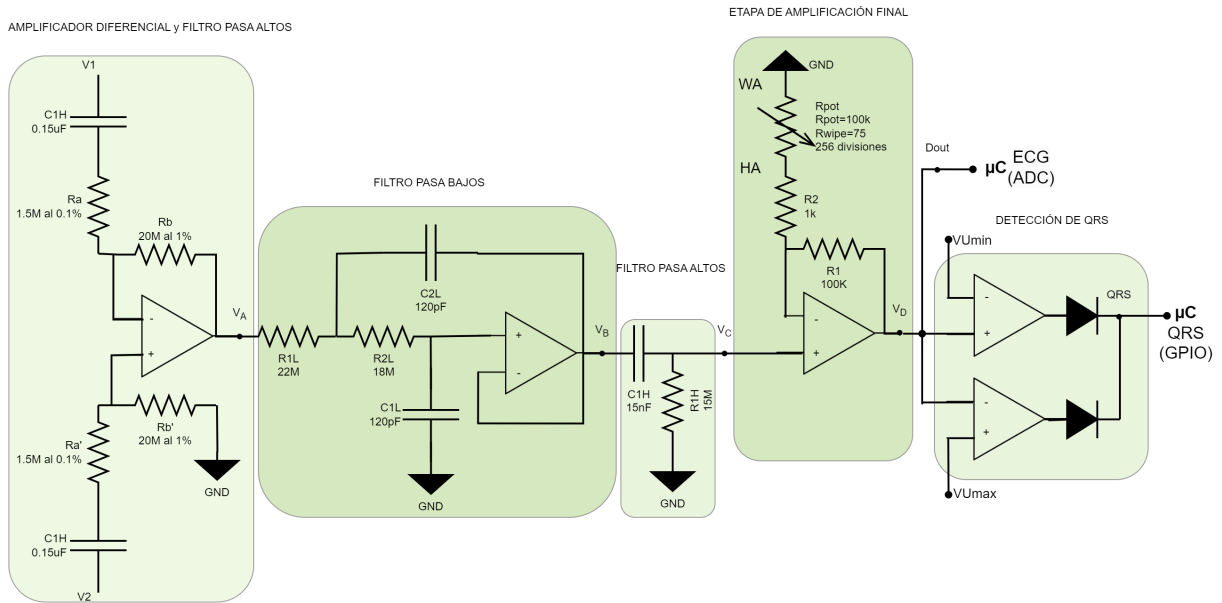 AMPLIFICADOR DIFERENCIAL y FILTRO PASA ALTOS
V1
C1H
0.15uF
Ra
1.5M al 0.1%
Rb
20M al 1%
-
+
VA
Rb'
20M al 1%
Ra'
1.5M al 0.1%
GND
C1H
0.15uF
V2
FILTRO PASA BAJOS
C2L
120pF
R1L
22M
R2L
18M
+
-
C1L
120pF
GND
VB
FILTRO PASA ALTOS
C1H
15nF
R1H
15M
VC
GND
ETAPA DE AMPLIFICACIÓN FINAL
GND
WA
Rpot
Rpot=100k
Rwipe=75
256 divisiones
HA
R2
1k
R1
100K
-
+
VD
Dout
µC ECG
(ADC)
DETECCIÓN DE QRS
VUmin
-
+
QRS
µC
QRS
(GPIO)
-
+
VUmax